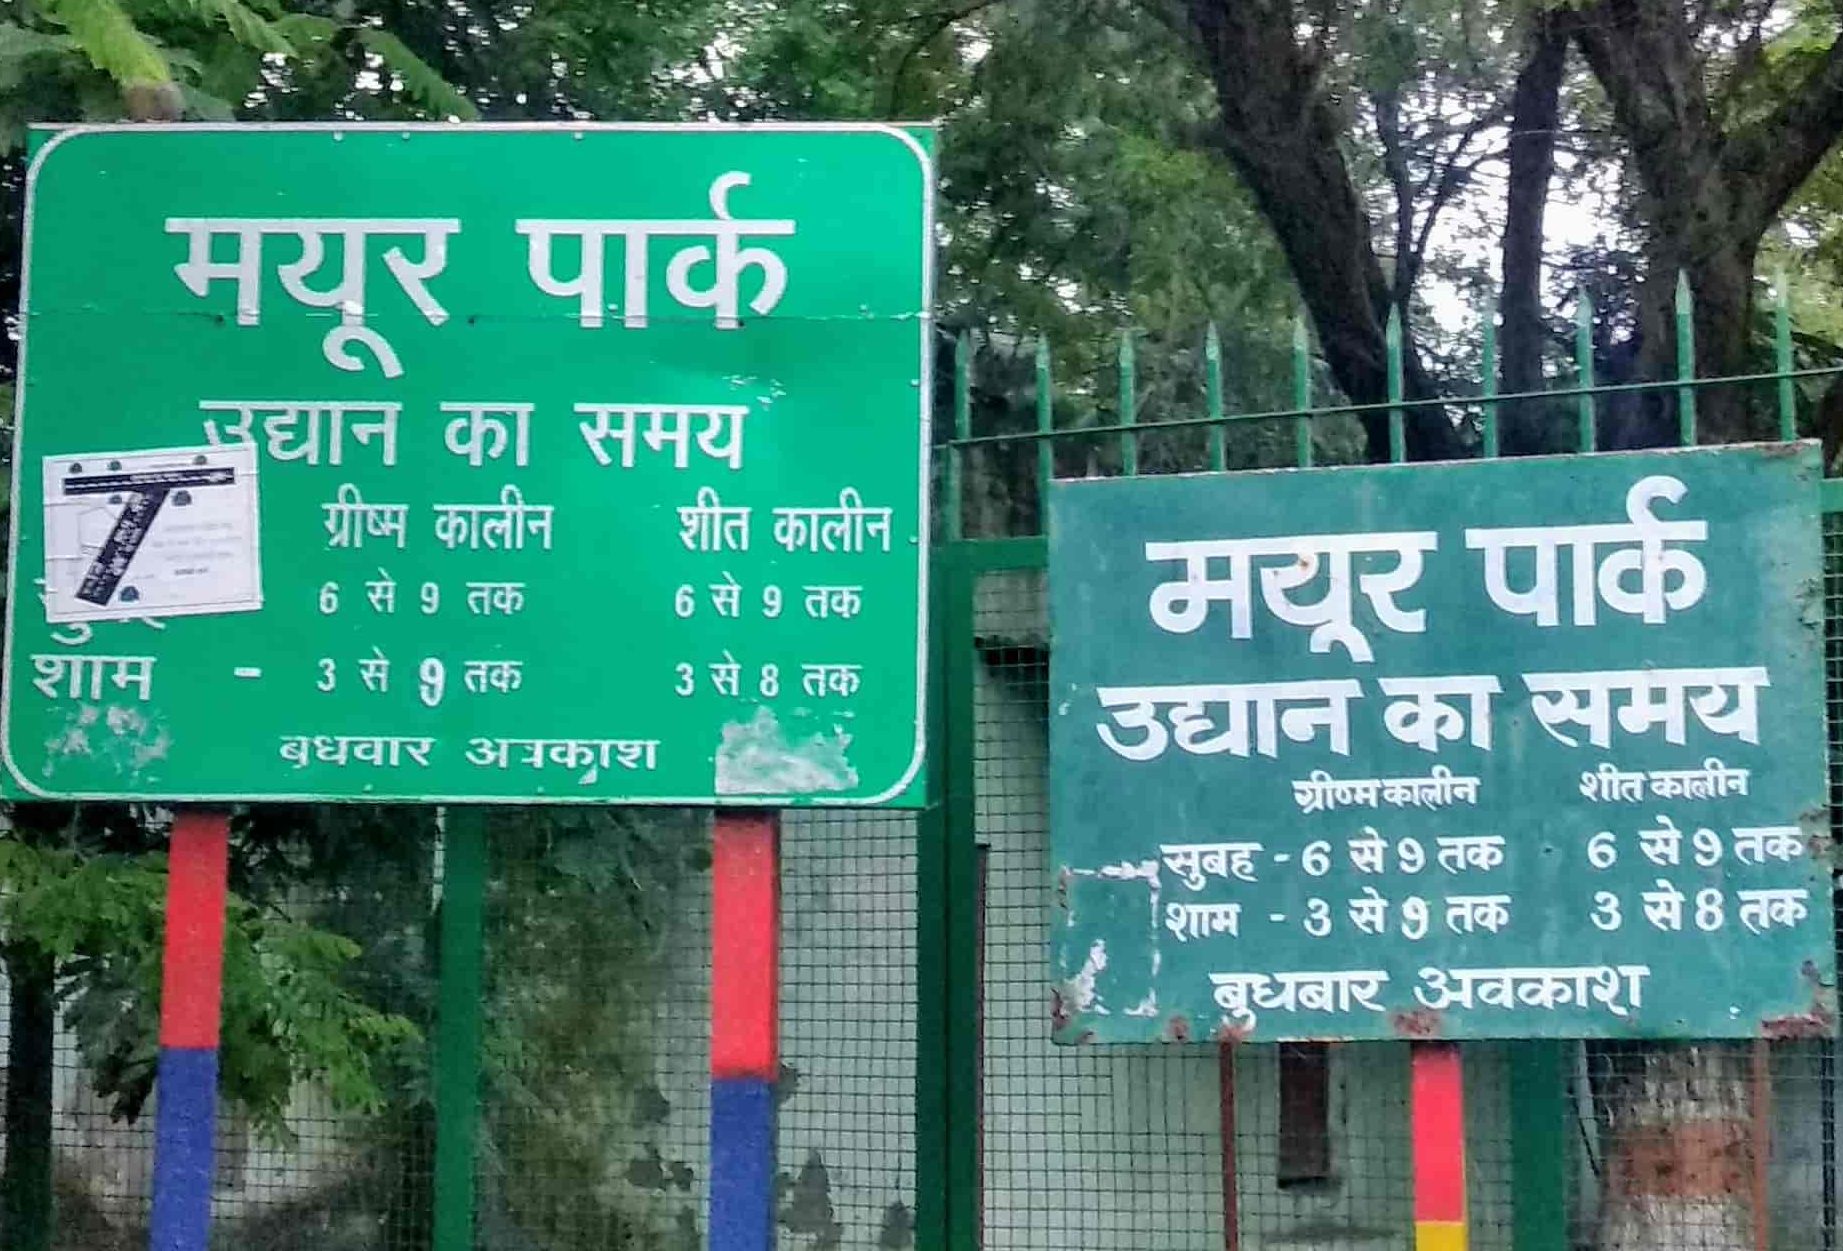 मयूर पार्क
उद्यान का समय
ग्रीष्म कालीन शीत कालीन
6 से 9 तक 6 से 9 तक
शाम - 3 से 9 तक 3 से 8 तक
बुधवार अवकाश
मयूर पार्क
उद्यान का समय
ग्रीष्म कालीन शीत कालीन
सुबह - 6 से 9 तक 6 से 9 तक
शाम - 3 से 9 तक 3 से 8 तक
बुधबार अवकाश